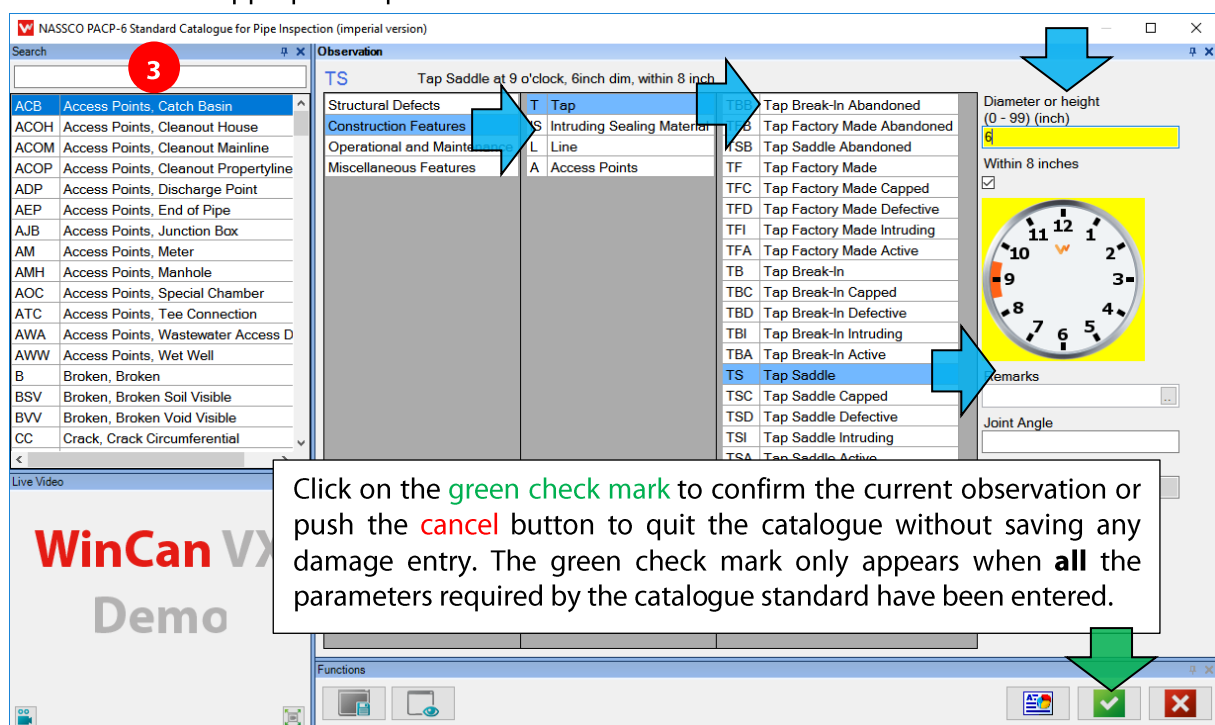 NASSCO PACP-6 Standard Catalogue for Pipe Inspection (imperial version)
Search
3
ACB Access Points, Catch Basin
ACOH Access Points, Cleanout House
ACOM Access Points, Cleanout Mainline
ACOP Access Points, Cleanout Propertyline
ADP Access Points, Discharge Point
AEP Access Points, End of Pipe
AJB Access Points, Junction Box
AM Access Points, Meter
AMH Access Points, Manhole
AOC Access Points, Special Chamber
ATC Access Points, Tee Connection
AWA Access Points, Wastewater Access D
AWW Access Points, Wet Well
B Broken, Broken
BSV Broken, Broken Soil Visible
BVV Broken, Broken Void Visible
CC Crack, Crack Circumferential
Observation
TS Tap Saddle at 9 o'clock, 6inch dim, within 8 inch
Structural Defects
Construction Features
Operational and Maintenance
Miscellaneous Features
T Tap
IS Intruding Sealing Material
L Line
A Access Points
TBB Tap Break-In Abandoned
TFB Tap Factory Made Abandoned
TSB Tap Saddle Abandoned
TF Tap Factory Made
TFC Tap Factory Made Capped
TFD Tap Factory Made Defective
TFI Tap Factory Made Intruding
TFA Tap Factory Made Active
TB Tap Break-In
TBC Tap Break-In Capped
TBD Tap Break-In Defective
TBI Tap Break-In Intruding
TBA Tap Break-In Active
TS Tap Saddle
TSC Tap Saddle Capped
TSD Tap Saddle Defective
TSI Tap Saddle Intruding
TSA Tap Saddle Active
Diameter or height
(0 - 99) (inch)
6
Within 8 inches
12
1
2
3
4
5
6
7
8
9
10
11
Remarks
..
Joint Angle
Live Video
WinCan VX
Demo
Click on the green check mark to confirm the current observation or
push the cancel button to quit the catalogue without saving any
damage entry. The green check mark only appears when all the
parameters required by the catalogue standard have been entered.
Functions